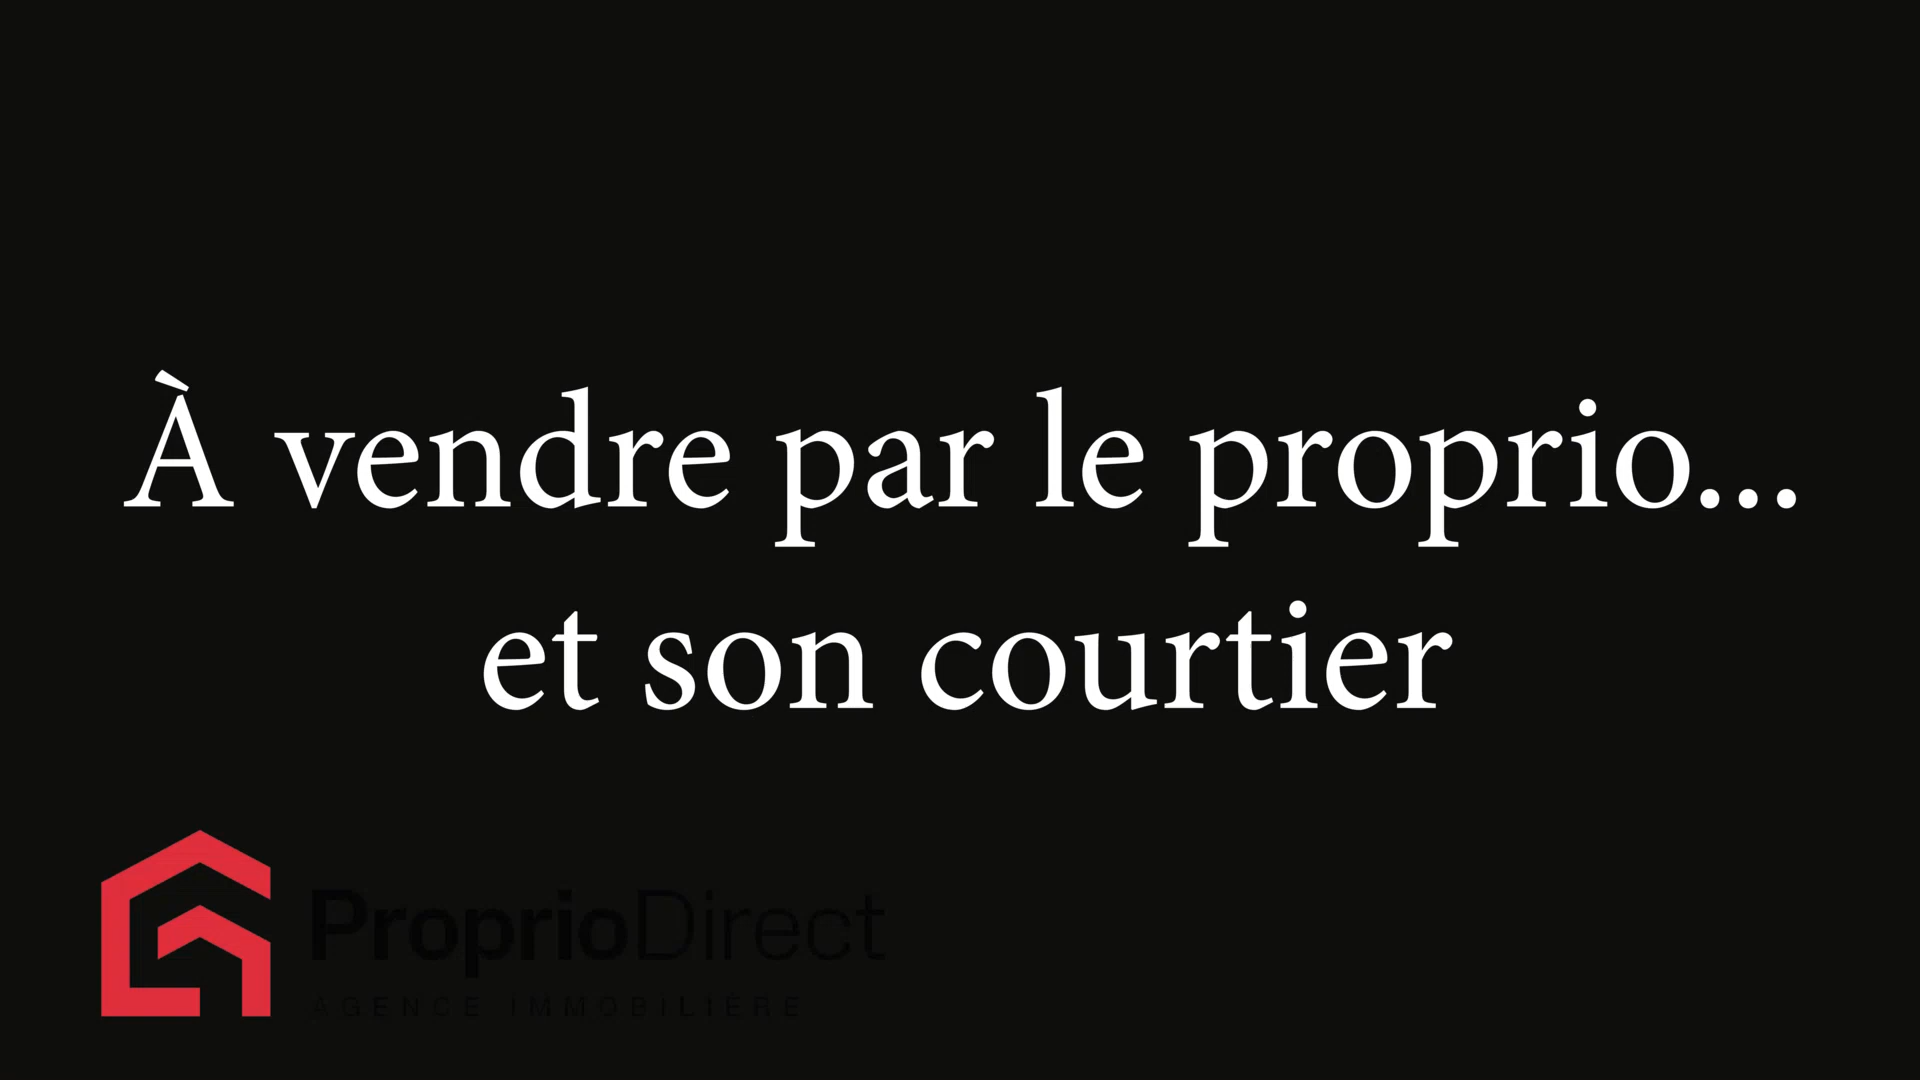 À vendre par le proprio...
et son courtier
ProprioDirect
AGENCE IMMOBILIÈRE